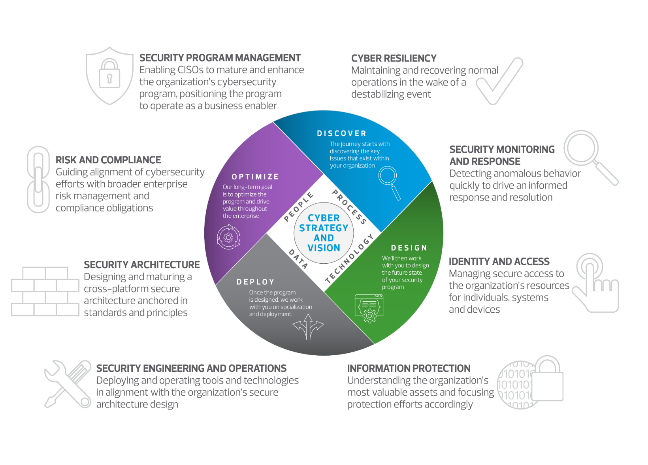 SECURITY PROGRAM MANAGEMENT
Enabling CISOs to mature and enhance
the organization's cybersecurity
program, positioning the program
to operate as a business enabler
CYBER RESILIENCY
Maintaining and recovering normal
operations in the wake of a
destabilizing event
RISK AND COMPLIANCE
Guiding alignment of cybersecurity
efforts with broader enterprise
risk management and
compliance obligations
SECURITY MONITORING
AND RESPONSE
Detecting anomalous behavior
quickly to drive an informed
response and resolution
DISCOVER
The Journey starts with
discovering the key
Issues that exist within
your organization
OPTIMIZE
Our long-term goal
is to optimize the
program and drive
value throughout
the enterprise
PEOPLE
PROCESS
CYBER
STRATEGY
AND
VISION
DATA
TECHNOLOGY
DESIGN
We'll then work
with you to design
the future state
of your security
program
DEPLOY
Once the program
is designed, we work
with you on socialization
and deployment
SECURITY ARCHITECTURE
Designing and maturing a
cross-platform secure
architecture anchored in
standards and principles
IDENTITY AND ACCESS
Managing secure access to
the organization's resources
for individuals, systems
and devices
SECURITY ENGINEERING AND OPERATIONS
Deploying and operating tools and technologies
in alignment with the organization's secure
architecture design
INFORMATION PROTECTION
Understanding the organization's
most valuable assets and focusing
protection efforts accordingly